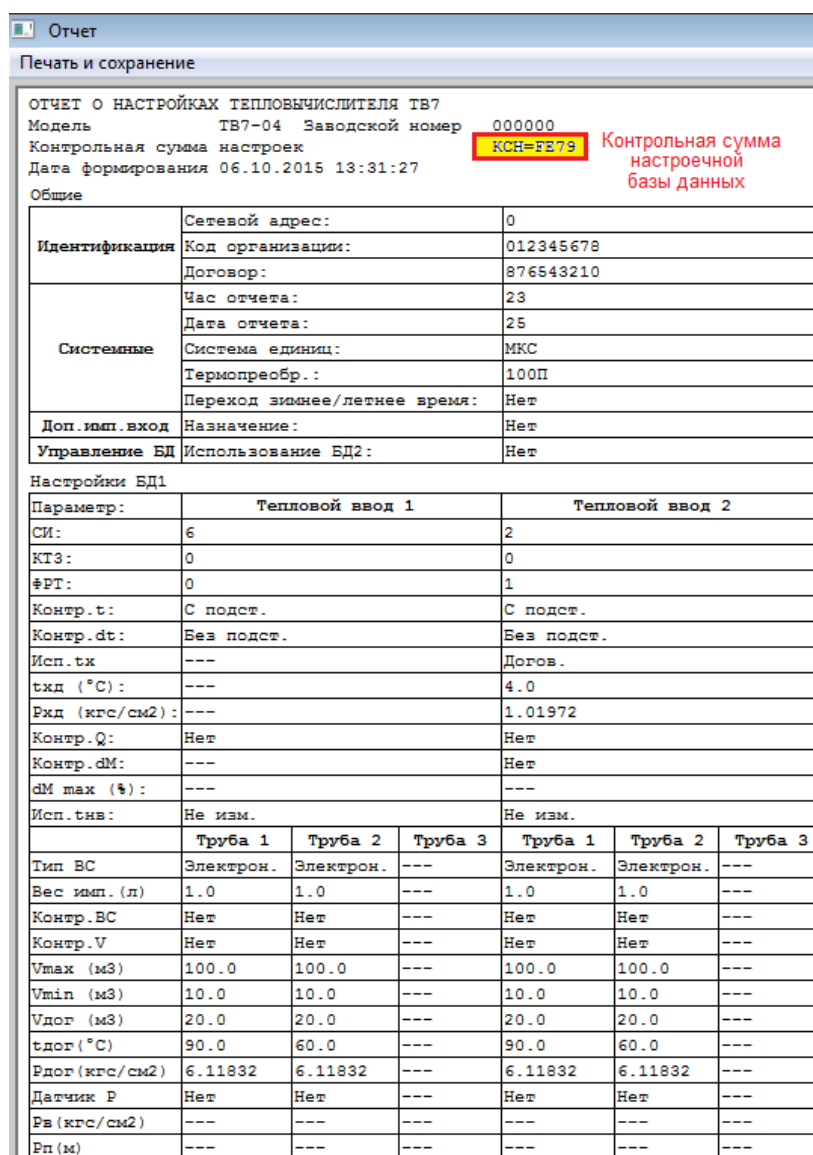 Отчет
Печать и сохранение
ОТЧЕТ О НАСТРОЙКАХ ТЕПЛОВЫЧИСЛИТЕЛЯ ТВ7
Модель ТВ7-04 Заводской номер 000000
Контрольная сумма настроек КСН=FE79
Дата формирования 06.10.2015 13:31:27
Контрольная сумма
настроечной
базы данных
Общие
Идентификация Сетевой адрес: 0
Код организации: 012345678
Договор: 876543210
Системные Час отчета: 23
Дата отчета: 25
Система единиц: МКС
Термопреобр.: 100П
Переход зимнее/летнее время: Нет
Доп.имп.вход Назначение: Нет
Управление БД Использование БД2: Нет
Настройки БД1
Параметр: Тепловой ввод 1 Тепловой ввод 2
СИ: 6 2
КТ3: 0 0
ФРТ: 0 1
Контр.t: С подст. С подст.
Контр.dt: Без подст. Без подст.
Исп.tх --- Догов.
tхд (°C): --- 4.0
Рхд (кгс/см2): --- 1.01972
Контр.Q: Нет Нет
Контр.dM: --- Нет
dM max (%): --- ---
Исп.tнв: Не изм. Не изм.
Труба 1 Труба 2 Труба 3 Труба 1 Труба 2 Труба 3
Тип ВС Электрон. Электрон. --- Электрон. Электрон. ---
Вес имп.(л) 1.0 1.0 --- 1.0 1.0 ---
Контр.ВС Нет Нет --- Нет Нет ---
Контр.V Нет Нет --- Нет Нет ---
Vmax (м3) 100.0 100.0 --- 100.0 100.0 ---
Vmin (м3) 10.0 10.0 --- 10.0 10.0 ---
Vдог (м3) 20.0 20.0 --- 20.0 20.0 ---
tдог(°C) 90.0 60.0 --- 90.0 60.0 ---
Рдог(кгс/см2) 6.11832 6.11832 --- 6.11832 6.11832 ---
Датчик Р Нет Нет --- Нет Нет ---
Рв(кгс/см2) --- --- --- --- --- ---
Рп(м) --- --- --- --- --- ---